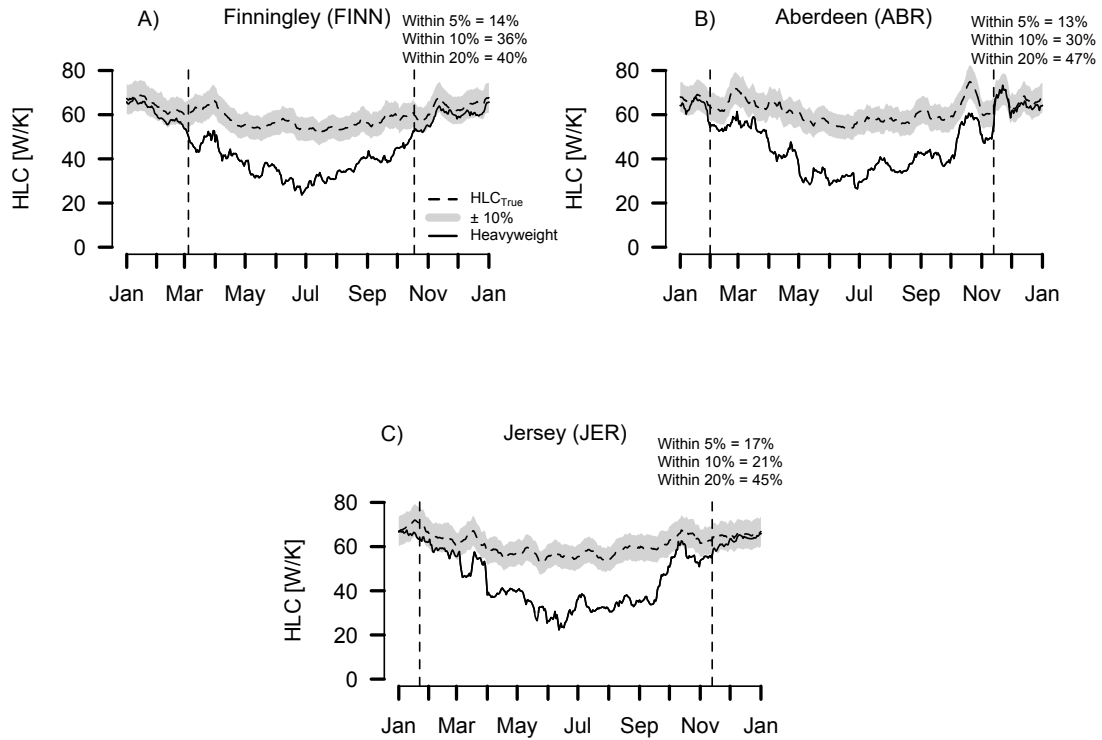 A)
Finningley (FINN)
Within 5% = 14%
Within 10% = 36%
Within 20% = 40%
HLC [W/K]
80
60
40
20
0
HLCTrue
± 10%
Heavyweight
Jan Mar May Jul Sep Nov Jan
B)
Aberdeen (ABR)
Within 5% = 13%
Within 10% = 30%
Within 20% = 47%
HLC [W/K]
80
60
40
20
0
Jan Mar May Jul Sep Nov Jan
C)
Jersey (JER)
Within 5% = 17%
Within 10% = 21%
Within 20% = 45%
HLC [W/K]
80
60
40
20
0
Jan Mar May Jul Sep Nov Jan